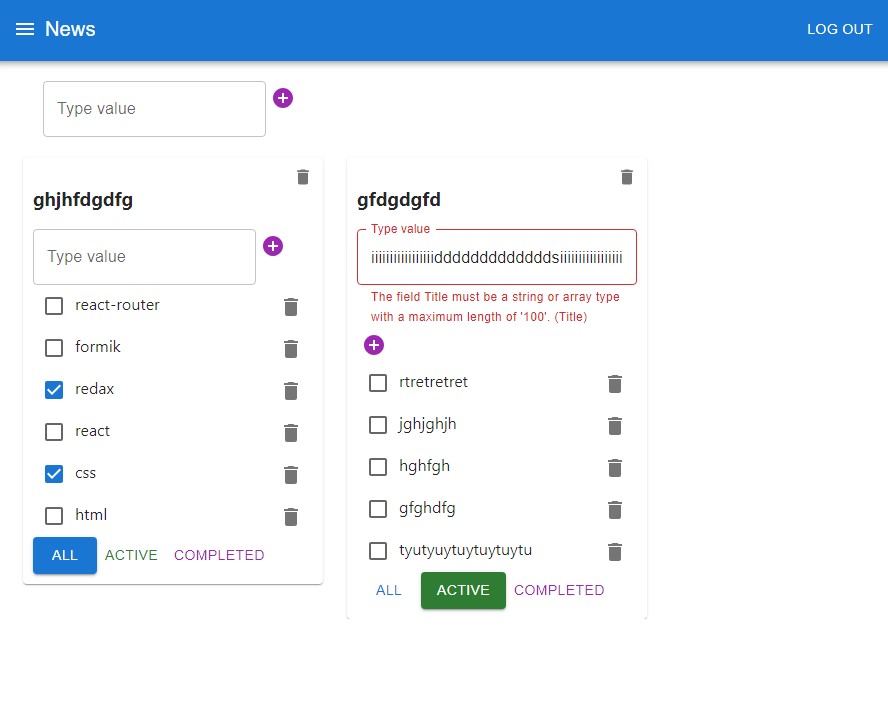 News
LOG OUT
Type value
ghjhfdgdfg
Type value
react-router
formik
redax
react
css
html
ALL ACTIVE COMPLETED
gfdgdgfd
Type value
The field Title must be a string or array type
with a maximum length of '100'. (Title)
rtretretret
jghjghjh
hghfgh
gfghdfg
tyutyuytuytuytuytu
ALL ACTIVE COMPLETED